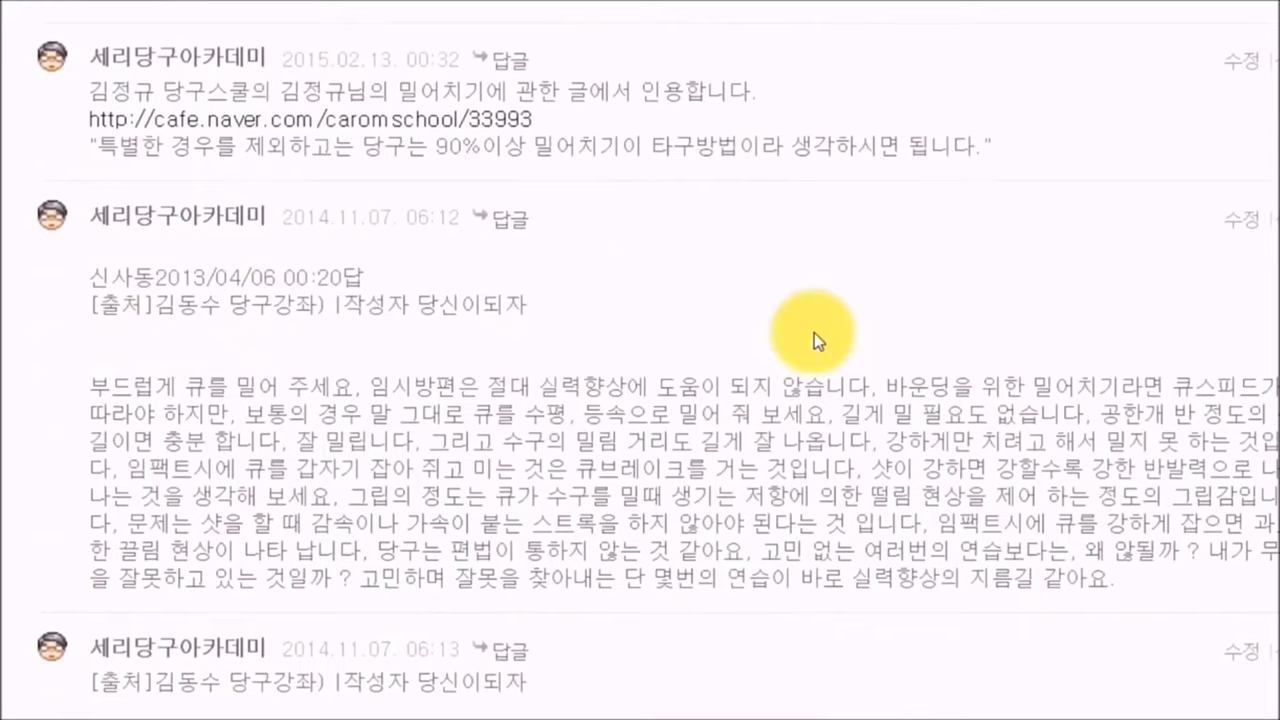 세리당구아카데미 2015.02.13. 00:32 답글 수정
김정규 당구스쿨의 김정규님의 밀어치기에 관한 글에서 인용합니다.
http://cafe.naver.com/caromschool/33993
"특별한 경우를 제외하고는 당구는 90%이상 밀어치기이 타구방법이라 생각하시면 됩니다."
세리당구아카데미 2014.11.07. 06:12 답글 수정
신사동2013/04/06 00:20답
[출처]김동수 당구강좌) |작성자 당신이되자
부드럽게 큐를 밀어 주세요, 임시방편은 절대 실력향상에 도움이 되지 않습니다, 바운딩을 위한 밀어치기라면 큐스피드가
따라야 하지만, 보통의 경우 말 그대로 큐를 수평, 등속으로 밀어 줘 보세요, 길게 밀 필요도 없습니다, 공한개 반 정도의
길이면 충분 합니다, 잘 밀립니다, 그리고 수구의 밀림 거리도 길게 잘 나옵니다, 강하게만 치려고 해서 밀지 못 하는 것입
다, 임팩트시에 큐를 갑자기 잡아 쥐고 미는 것은 큐브레이크를 거는 것입니다, 샷이 강하면 강할수록 강한 반발력으로
나는 것을 생각해 보세요, 그립의 정도는 큐가 수구를 밀때 생기는 저항에 의한 떨림 현상을 제어 하는 정도의 그립감입니
다, 문제는 샷을 할 때 감속이나 가속이 붙는 스트록을 하지 않아야 된다는 것 입니다, 임팩트시에 큐를 강하게 잡으면 과
한 끌림 현상이 나타 납니다, 당구는 편법이 통하지 않는 것 같아요, 고민 없는 여러번의 연습보다는, 왜 않될까 ? 내가 무
을 잘못하고 있는 것일까 ? 고민하며 잘못을 찾아내는 단 몇번의 연습이 바로 실력향상의 지름길 같아요.
세리당구아카데미 2014.11.07. 06:13 답글 수정
[출처]김동수 당구강좌) |작성자 당신이되자